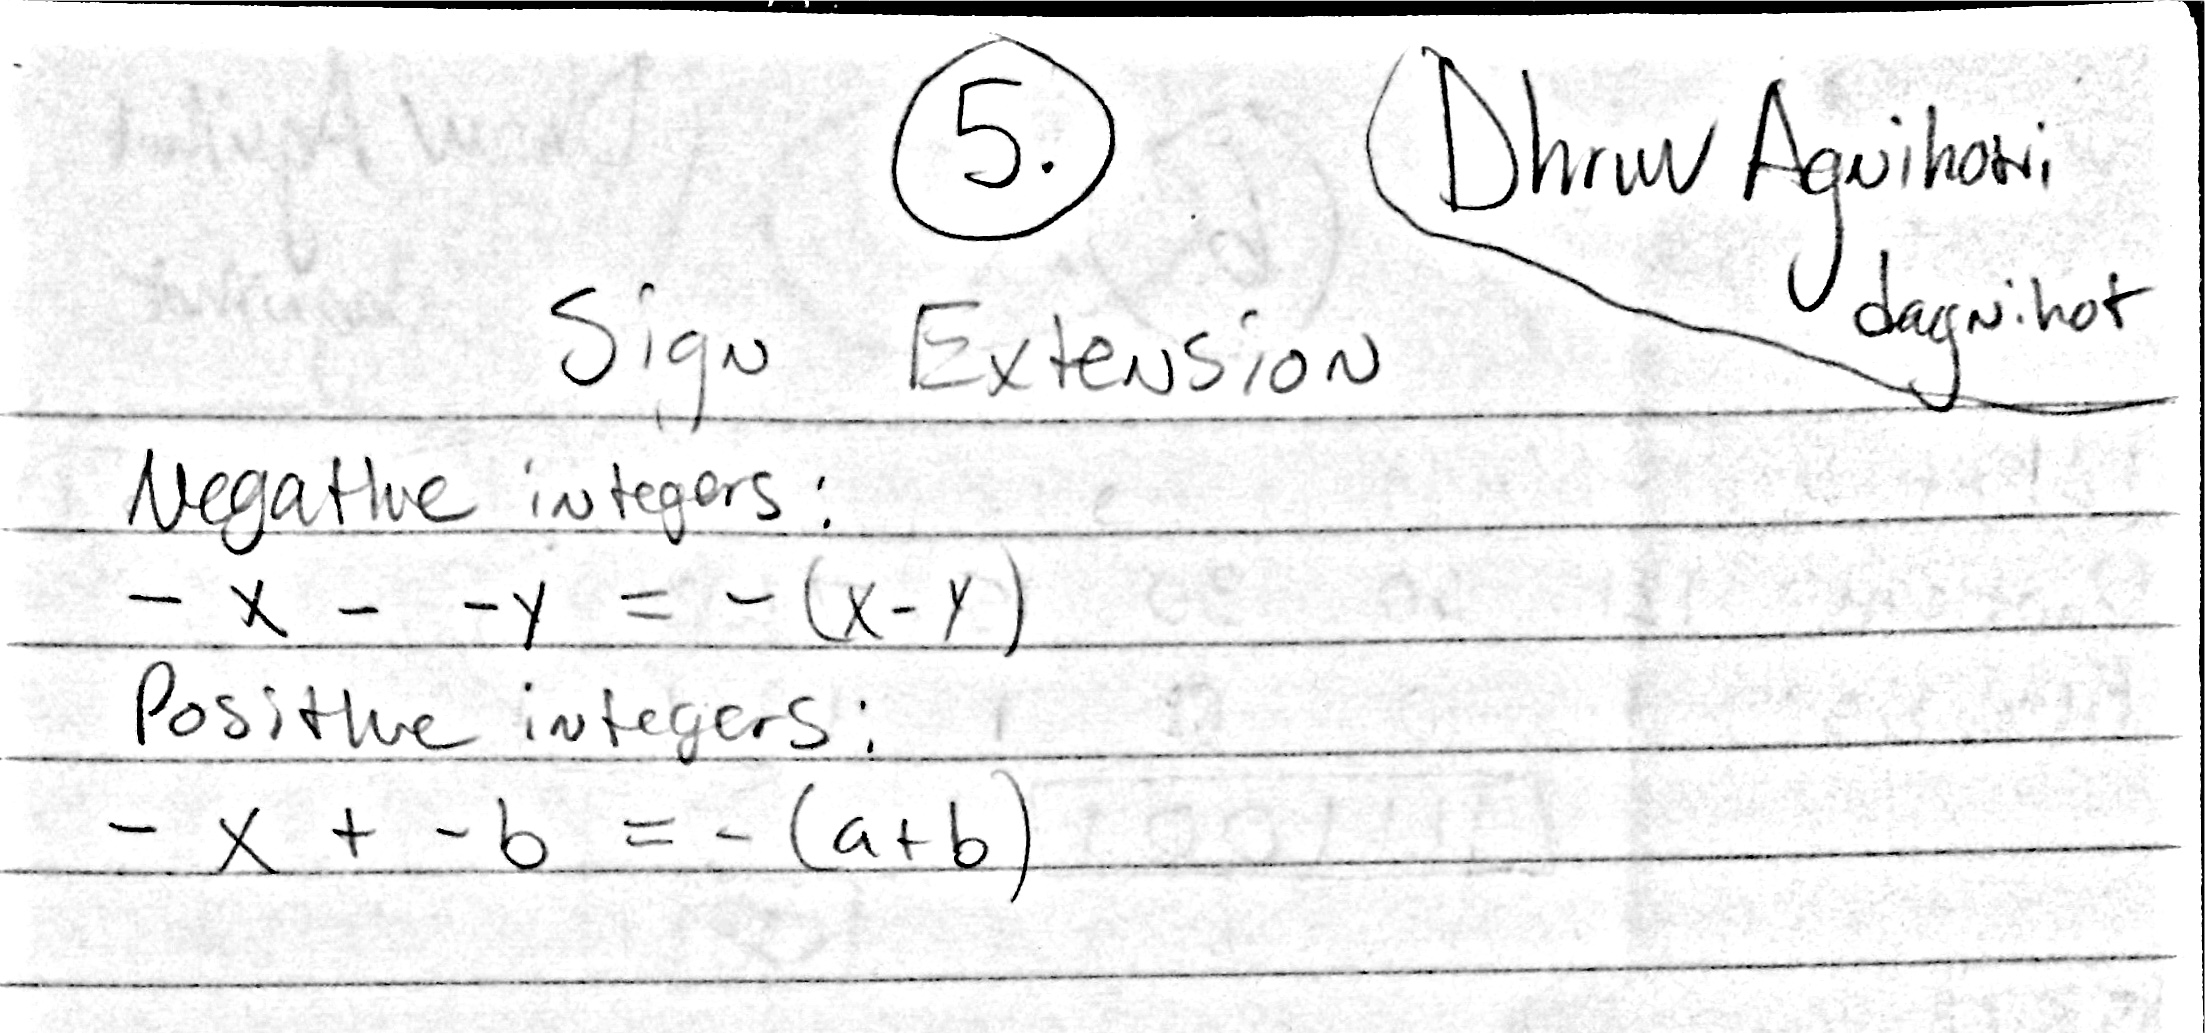 5.
Dhruv Agnihotri
dagnihot
Sign Extension
Negative integers:
- x - -y = - (x-y)
Positive integers:
- x + -b = - (a+b)